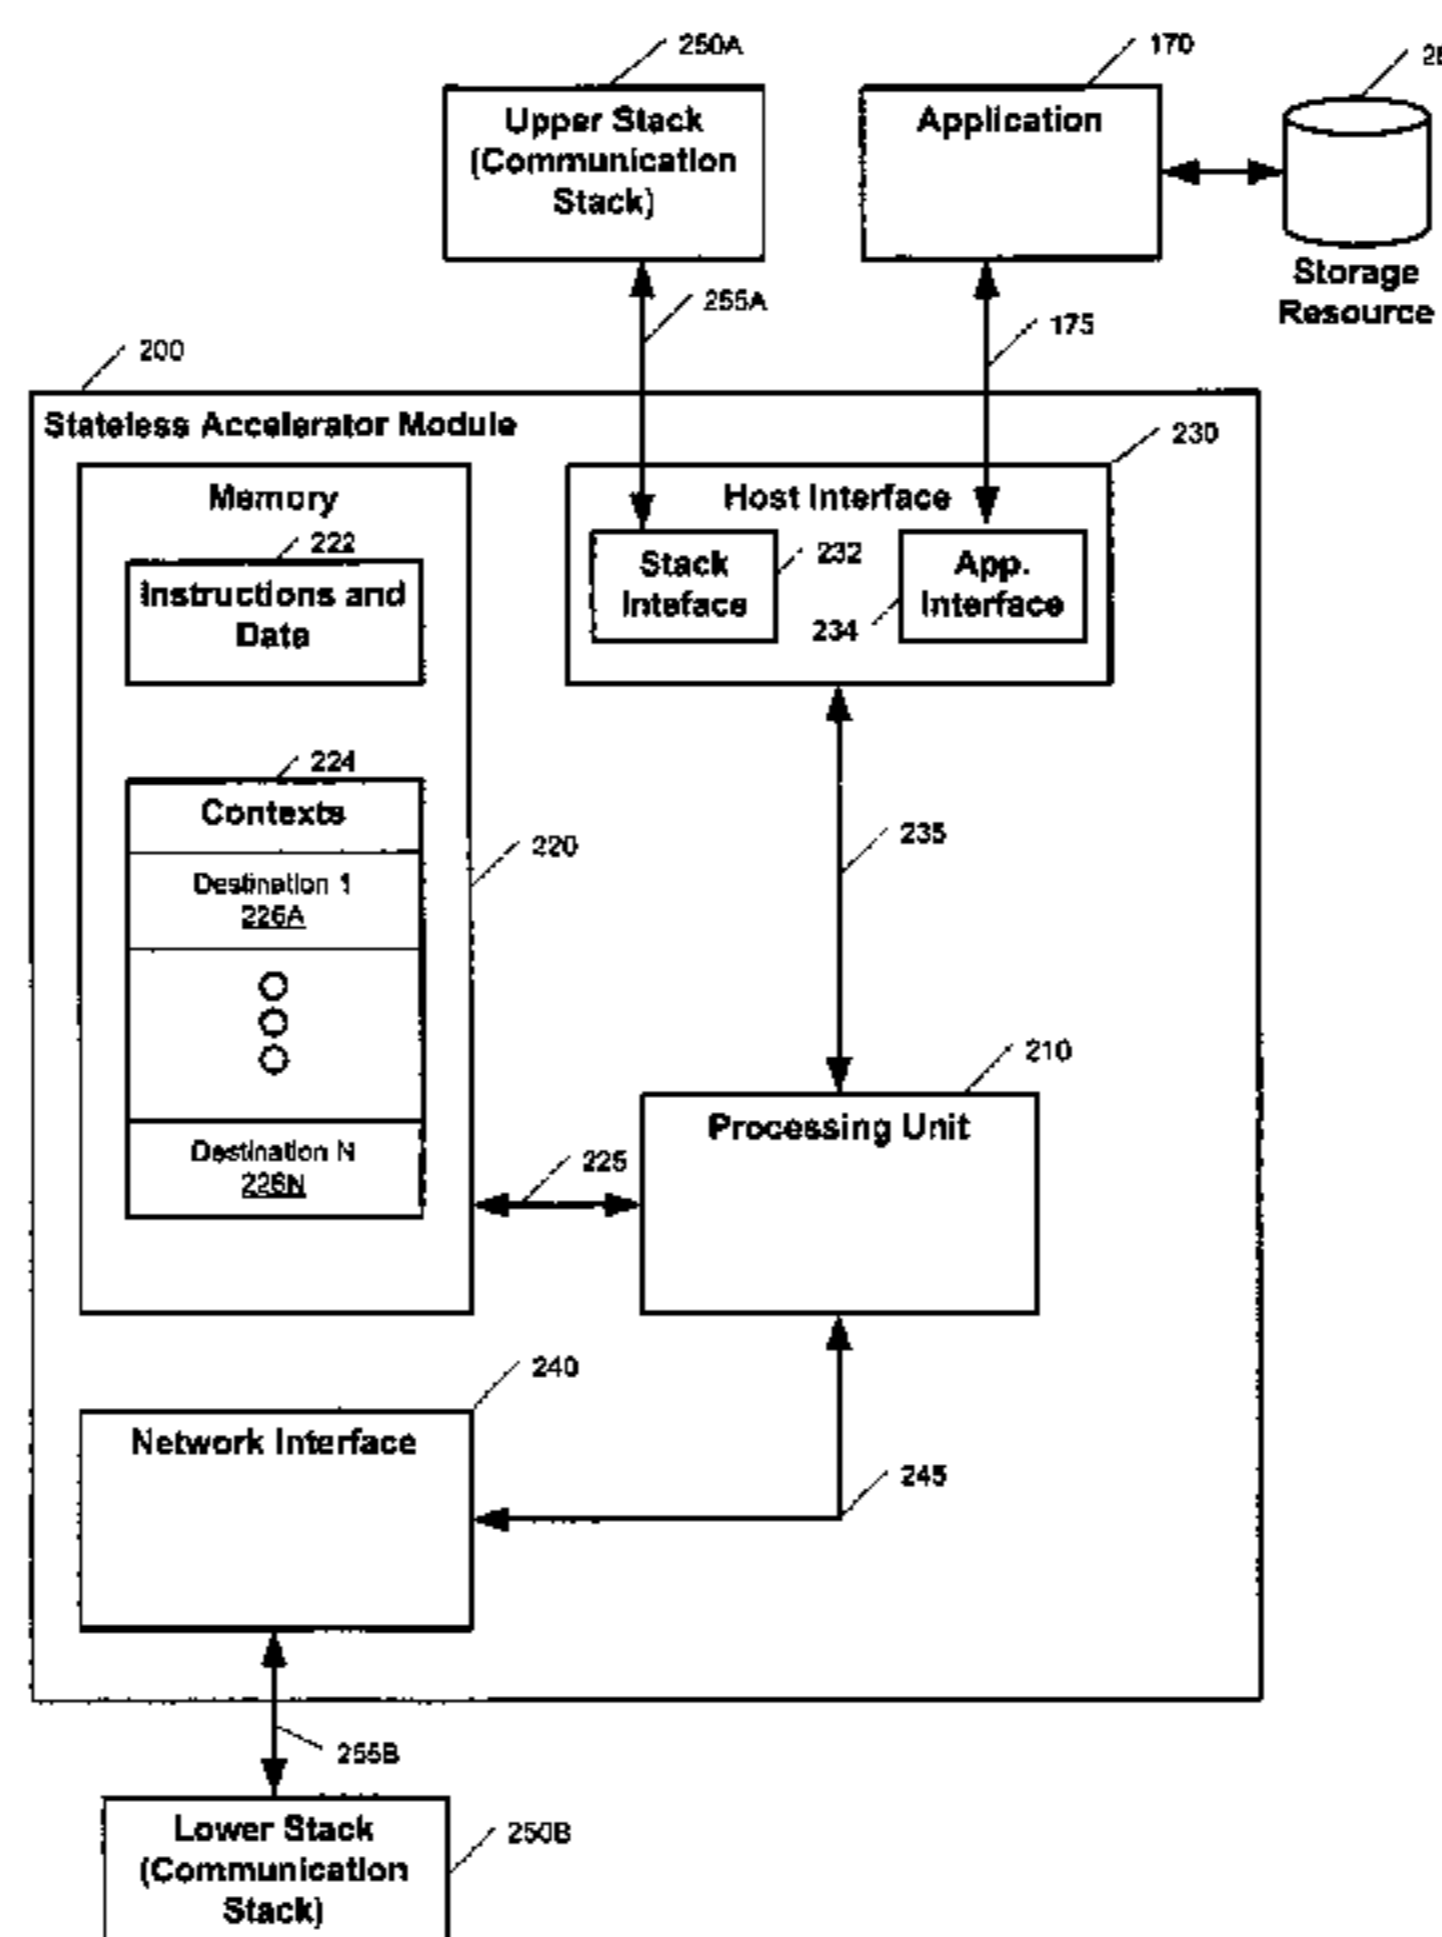 250A
170
Upper Stack
(Communication
Stack)
Application
Storage
Resource
255A
175
200
Stateless Accelerator Module
230
Memory
Host Interface
222
Instructions and
Data
Stack
Inteface
232
App.
Interface
234
224
Contexts
220
235
Destination 1
226A
210
Processing Unit
Destination N
226N
225
240
Network Interface
245
255B
Lower Stack
(Communication
Stack)
250B